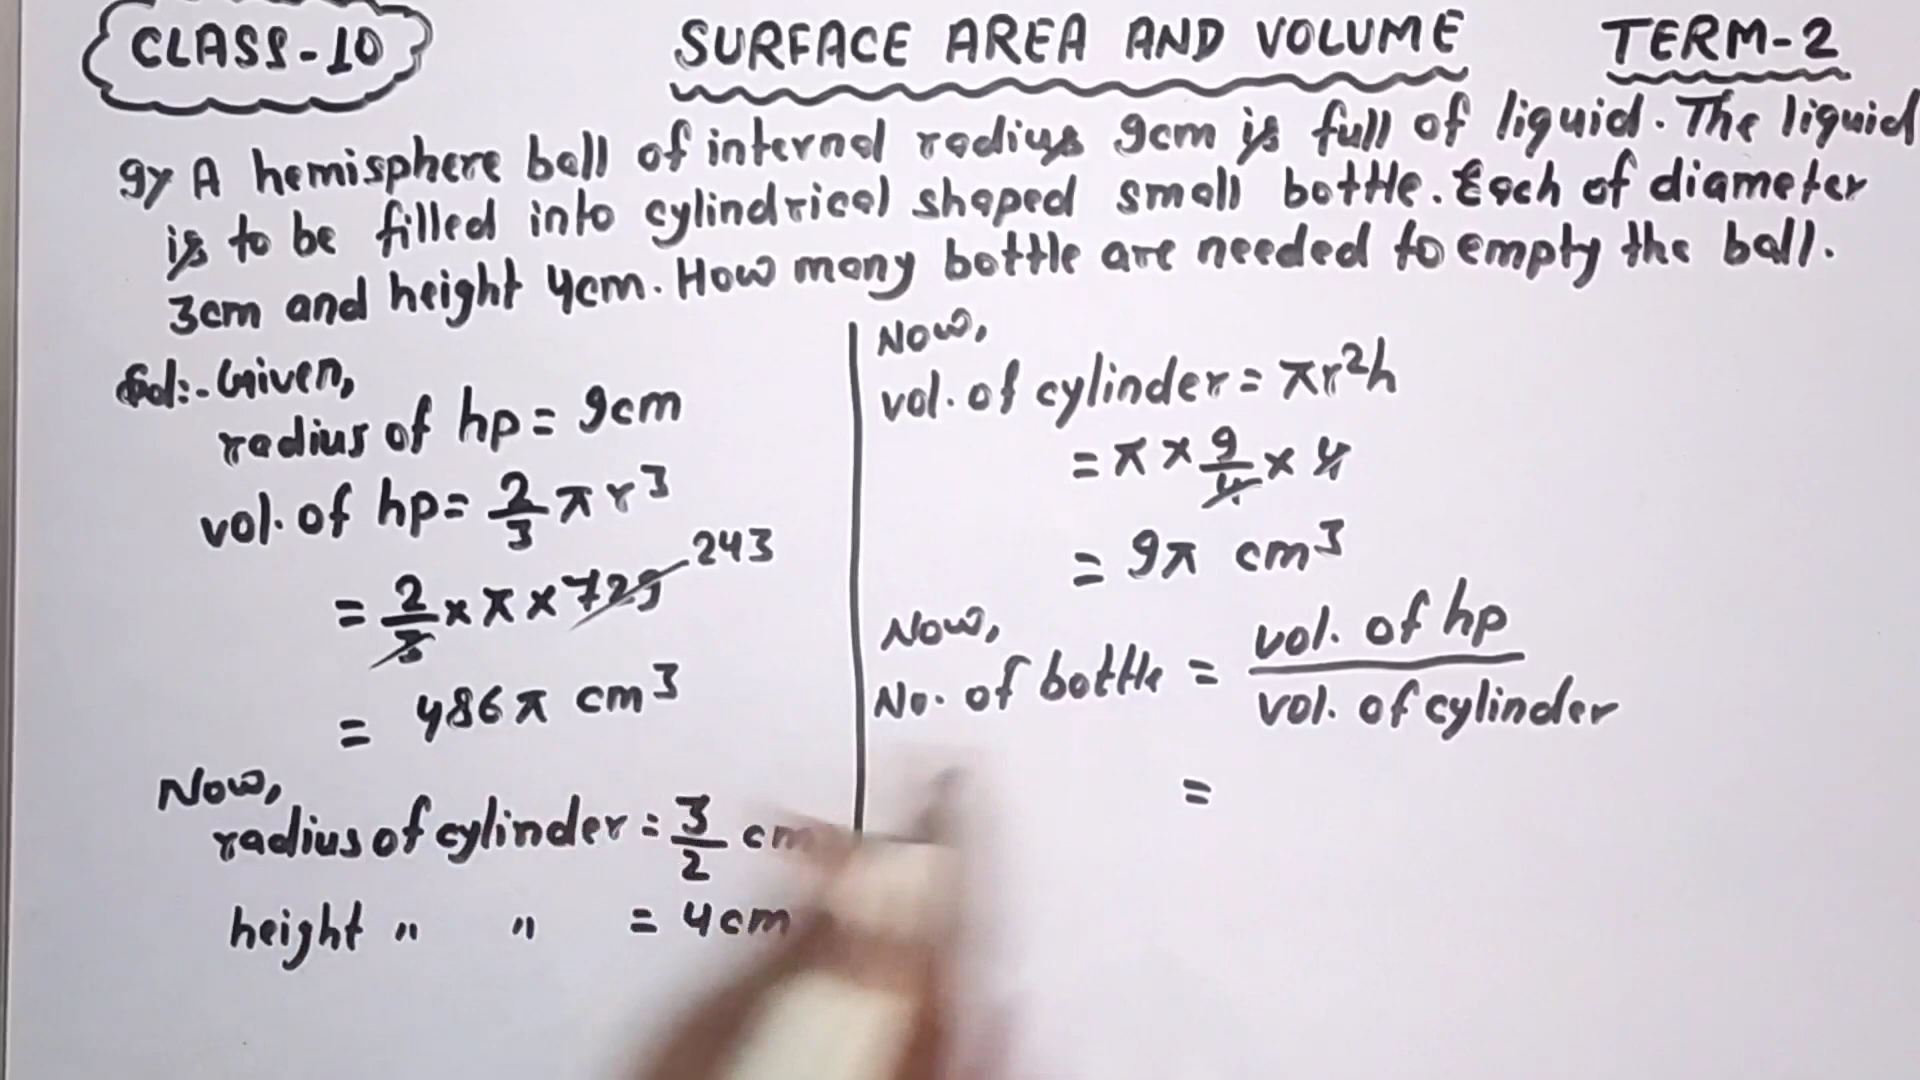 CLASS-10
SURFACE AREA AND VOLUME
TERM-2
9) A hemisphere ball of internal radius 9cm is full of liquid. The liquid
is to be filled into cylindrical shaped small bottle. Each of diameter
3cm and height 4cm. How many bottle are needed to empty the ball.
Sol:- Given,
radius of hp = 9cm
vol. of hp = 2/3 πr³
= 2/3 × π × 729 243
= 486π cm³
Now,
radius of cylinder = 3/2 cm
height " " = 4cm
Now,
vol. of cylinder = πr²h
= π × 9/4 × 4
= 9π cm³
Now,
No. of bottle = vol. of hp / vol. of cylinder
=